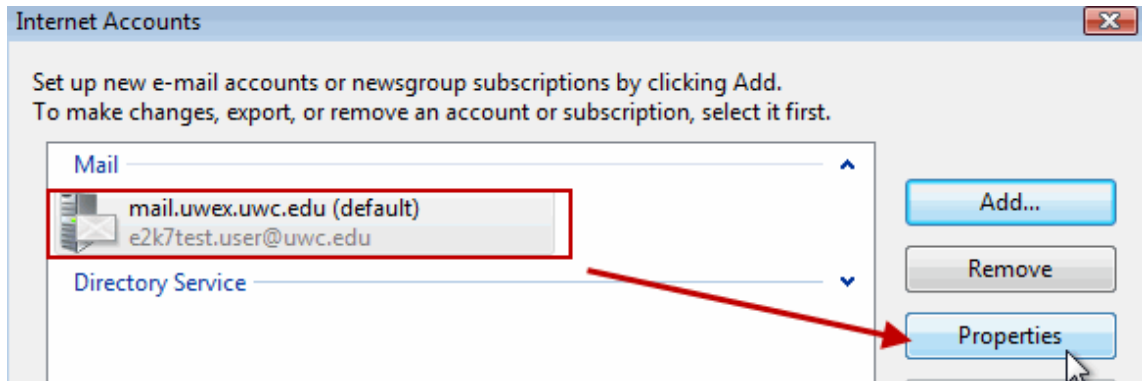 Internet Accounts
Set up new e-mail accounts or newsgroup subscriptions by clicking Add.
To make changes, export, or remove an account or subscription, select it first.
Mail
mail.uwex.uwc.edu (default)
e2k7test.user@uwc.edu
Directory Service
Add...
Remove
Properties